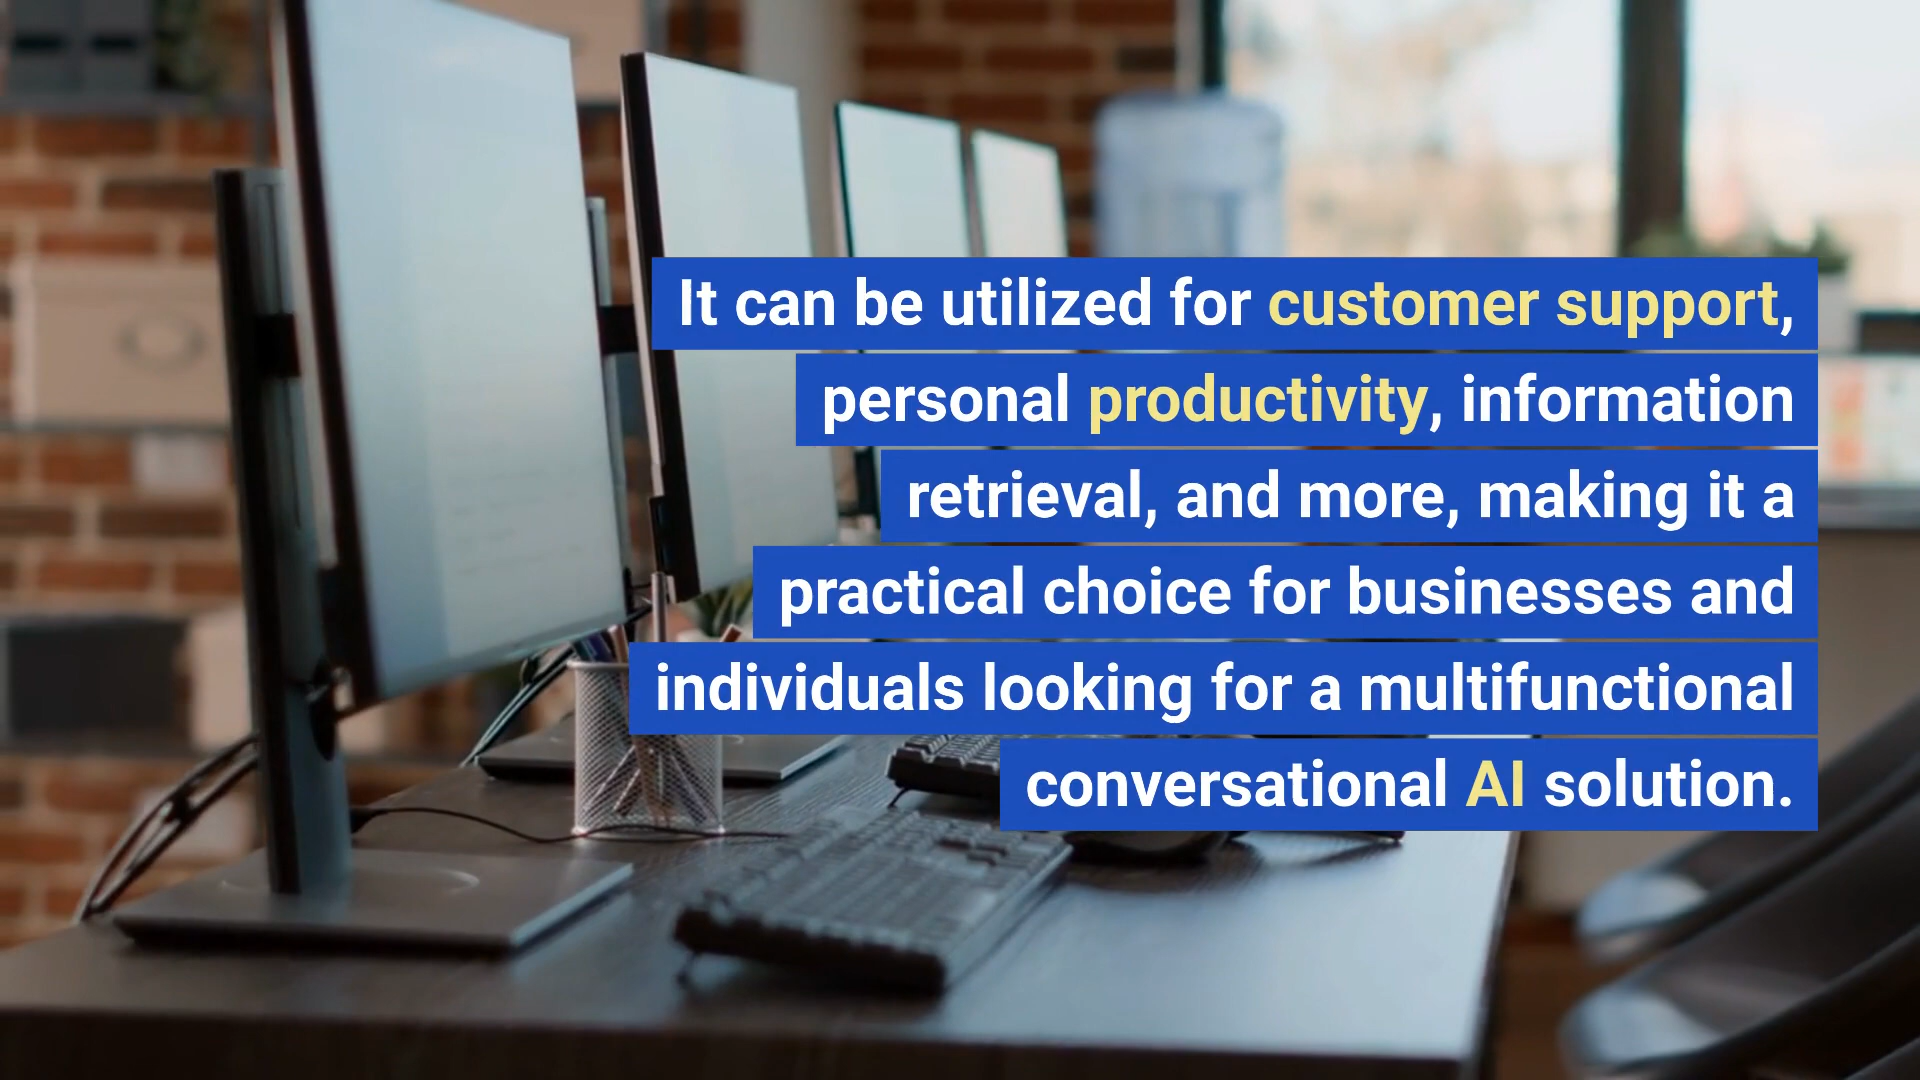 It can be utilized for customer support,
personal productivity, information
retrieval, and more, making it a
practical choice for businesses and
individuals looking for a multifunctional
conversational AI solution.